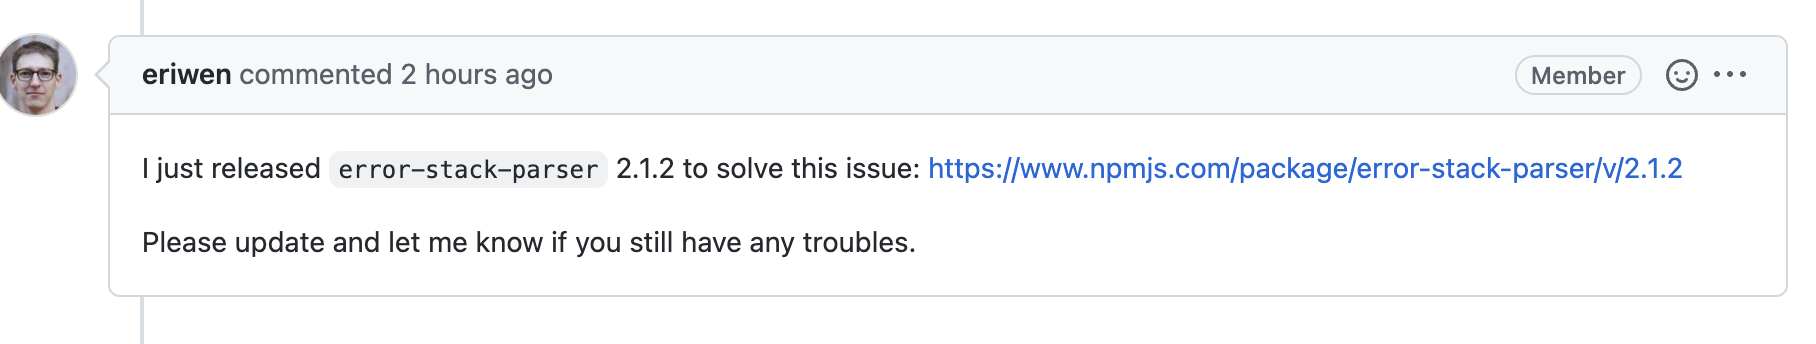 eriwen commented 2 hours ago Member
I just released error-stack-parser 2.1.2 to solve this issue: https://www.npmjs.com/package/error-stack-parser/v/2.1.2
Please update and let me know if you still have any troubles.